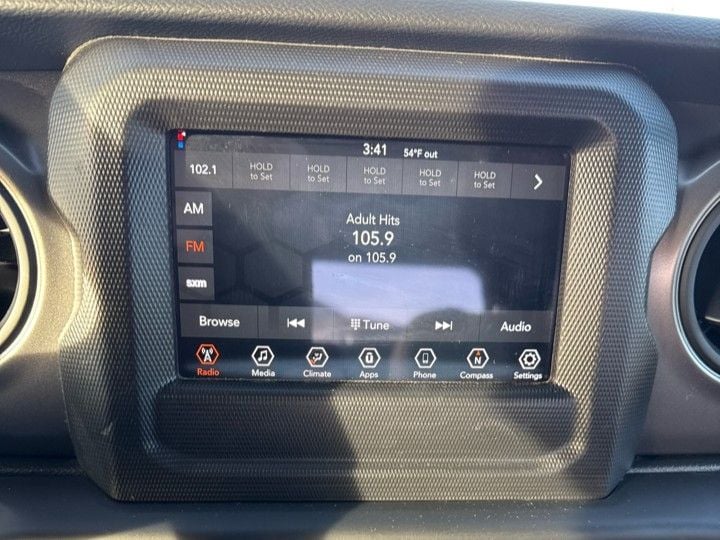 3:41 54°F out
102.1 HOLD to Set HOLD to Set HOLD to Set HOLD to Set HOLD to Set >
AM
FM
sxm
Adult Hits
105.9
on 105.9
Browse Tune Audio
Radio Media Climate Apps Phone Compass Settings